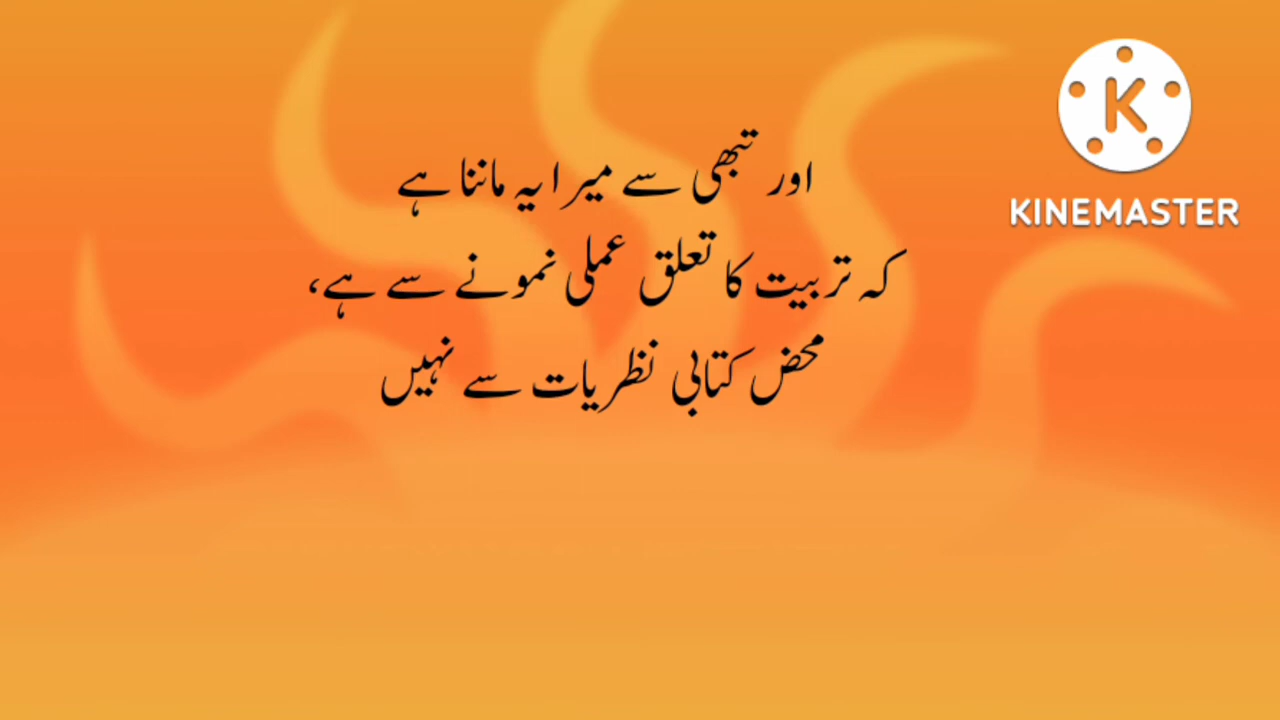 اور تبھی سے میرا یہ ماننا ہے
کہ تربیت کا تعلق عملی نمونے سے ہے،
محض کتابی نظریات سے نہیں
K
KINEMASTER